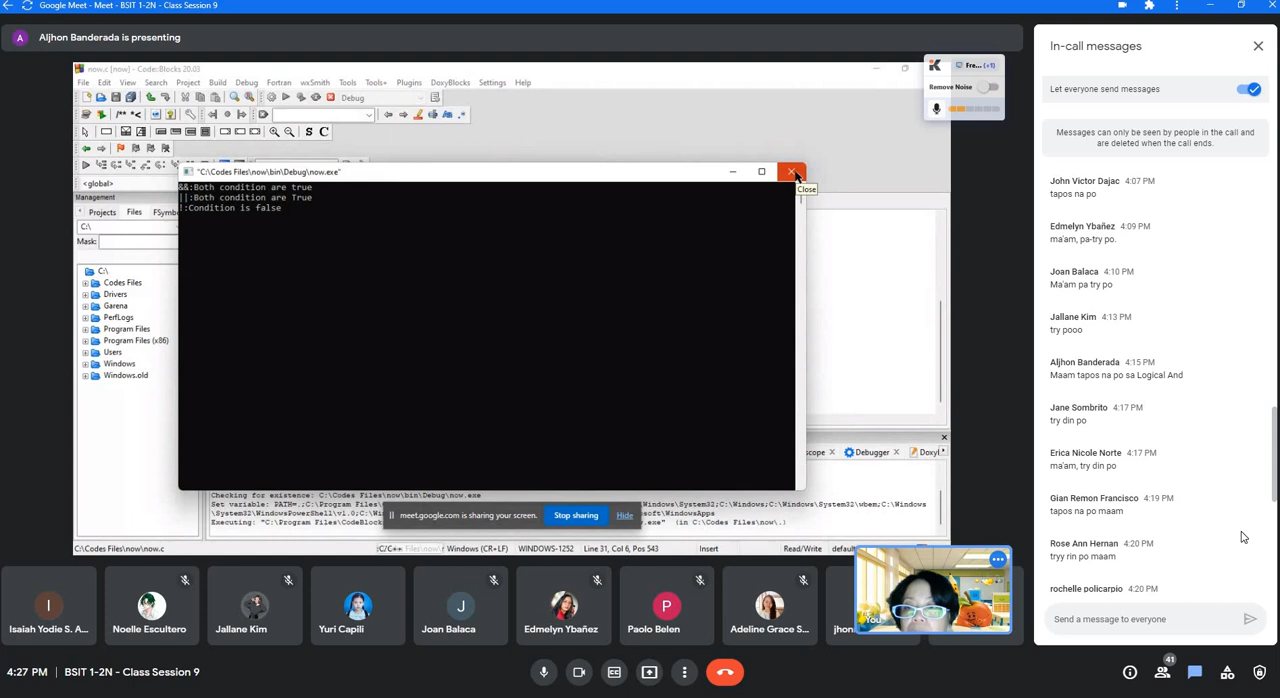 Google Meet - Meet - BSIT 1-2N - Class Session 9
A Aljhon Banderada is presenting
now.c [now] - Code::Blocks 20.03
File Edit View Search Project Build Debug Fortran wxSmith Tools Tools+ Plugins DoxyBlocks Settings Help
Debug
S C
<global>
Management
Projects Files FSymbo
C:\
Mask:
C:\
Codes Files
Drivers
Garena
PerfLogs
Program Files
Program Files (x86)
Users
Windows
Windows.old
"C:\Codes Files\now\bin\Debug\now.exe"
Close
&&:Both condition are true
||:Both condition are True
!:Condition is false
Fre... (x1)
Remove Noise
scope Debugger Doxyl
Checking for existence: C:\Codes Files\now\bin\Debug\now.exe
meet.google.com is sharing your screen. Stop sharing Hide
C:\Codes Files\now\now.c Windows (CR+LF) WINDOWS-1252 Line 31, Col 6, Pos 543 Insert Read/Write default
I
Isaiah Yodie S. A...
Noelle Escultero
Jallane Kim
Yuri Capili
J
Joan Balaca
Edmelyn Ybañez
P
Paolo Belen
Adeline Grace S...
jhon
You
4:27 PM | BSIT 1-2N - Class Session 9
41
In-call messages
Let everyone send messages
Messages can only be seen by people in the call and
are deleted when the call ends.
John Victor Dajac 4:07 PM
tapos na po
Edmelyn Ybañez 4:09 PM
ma'am, pa-try po.
Joan Balaca 4:10 PM
Ma'am pa try po
Jallane Kim 4:13 PM
try pooo
Aljhon Banderada 4:15 PM
Maam tapos na po sa Logical And
Jane Sombrito 4:17 PM
try din po
Erica Nicole Norte 4:17 PM
ma'am, try din po
Gian Remon Francisco 4:19 PM
tapos na po maam
Rose Ann Hernan 4:20 PM
tryy rin po maam
rochelle policarpio 4:20 PM
Send a message to everyone